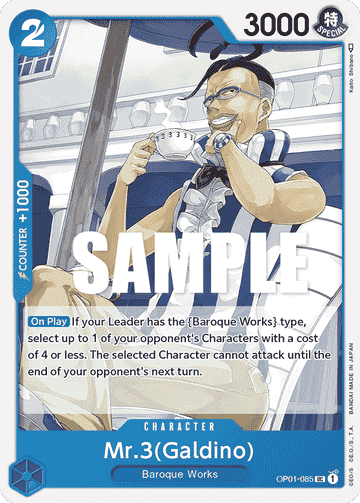 2
3000
特
SPECIAL
Kaito Shibano
COUNTER +1000
SAMPLE
On Play If your Leader has the {Baroque Works} type,
select up to 1 of your opponent's Characters with a cost
of 4 or less. The selected Character cannot attack until the
end of your opponent's next turn.
CHARACTER
Mr.3(Galdino)
Baroque Works
OP01-085 UC 1
©E.O./S. ©E.O./S., T.A. BANDAI MADE IN JAPAN